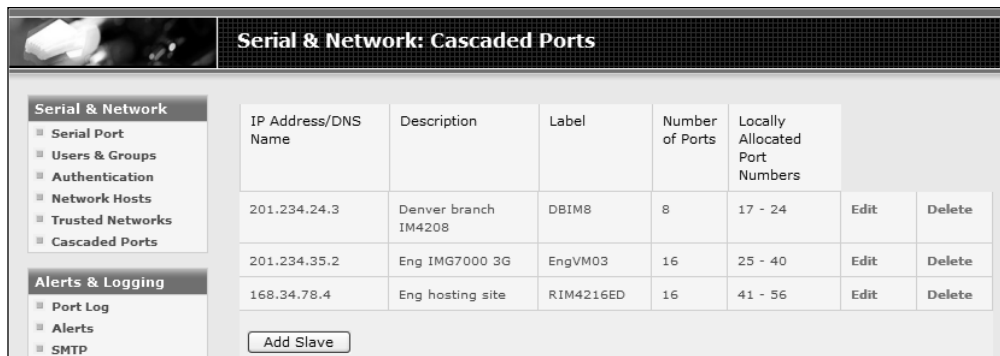 Serial & Network: Cascaded Ports
Serial & Network
Serial Port
Users & Groups
Authentication
Network Hosts
Trusted Networks
Cascaded Ports
Alerts & Logging
Port Log
Alerts
SMTP
IP Address/DNS Name Description Label Number of Ports Locally Allocated Port Numbers
201.234.24.3 Denver branch IM4208 DBIM8 8 17 - 24 Edit Delete
201.234.35.2 Eng IMG7000 3G EngVM03 16 25 - 40 Edit Delete
168.34.78.4 Eng hosting site RIM4216ED 16 41 - 56 Edit Delete
Add Slave